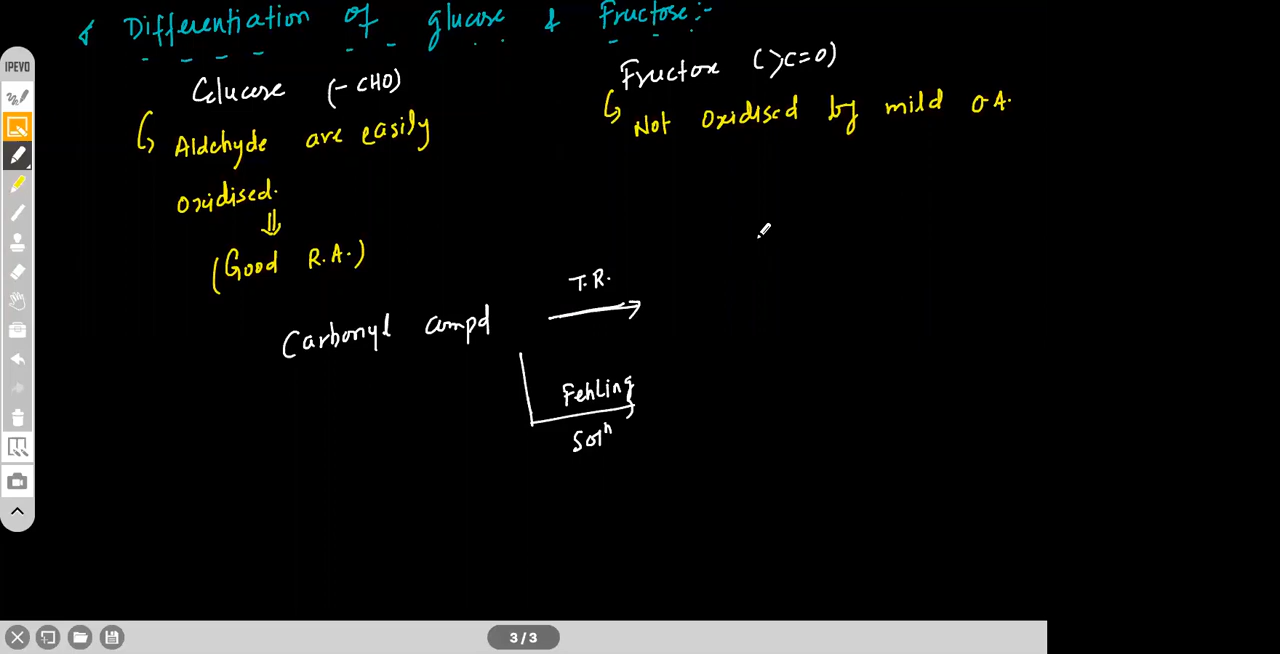 Differentiation of glucose & Fructose:-
IPEVO
Glucose (-CHO)
Fructose (>C=O)
Aldehyde are easily
oxidised.
(Good R.A.)
Not oxidised by mild O.A.
Carbonyl compd
T.R.
Fehling
Solⁿ
3/3